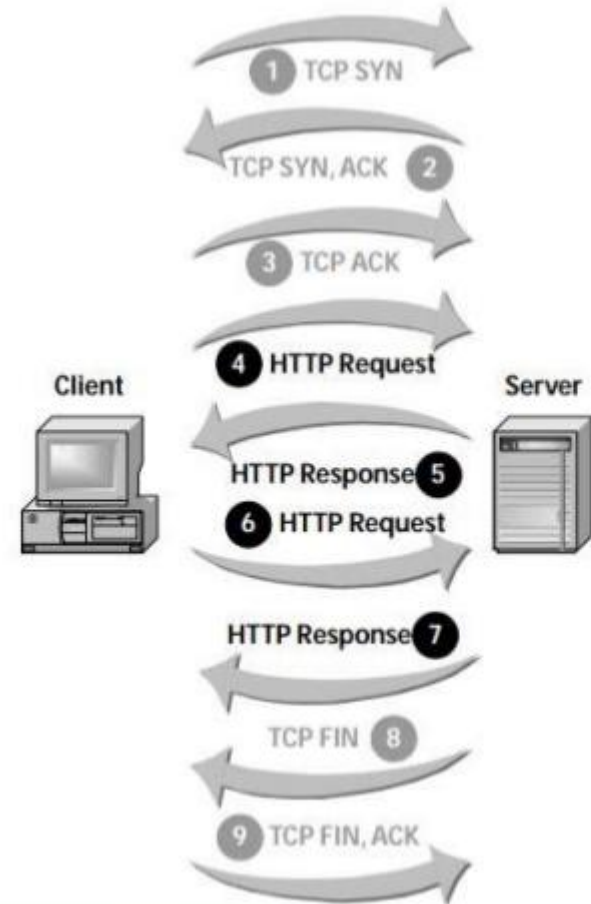 1 TCP SYN
TCP SYN, ACK 2
3 TCP ACK
4 HTTP Request
Client
Server
HTTP Response 5
6 HTTP Request
HTTP Response 7
TCP FIN 8
9 TCP FIN, ACK